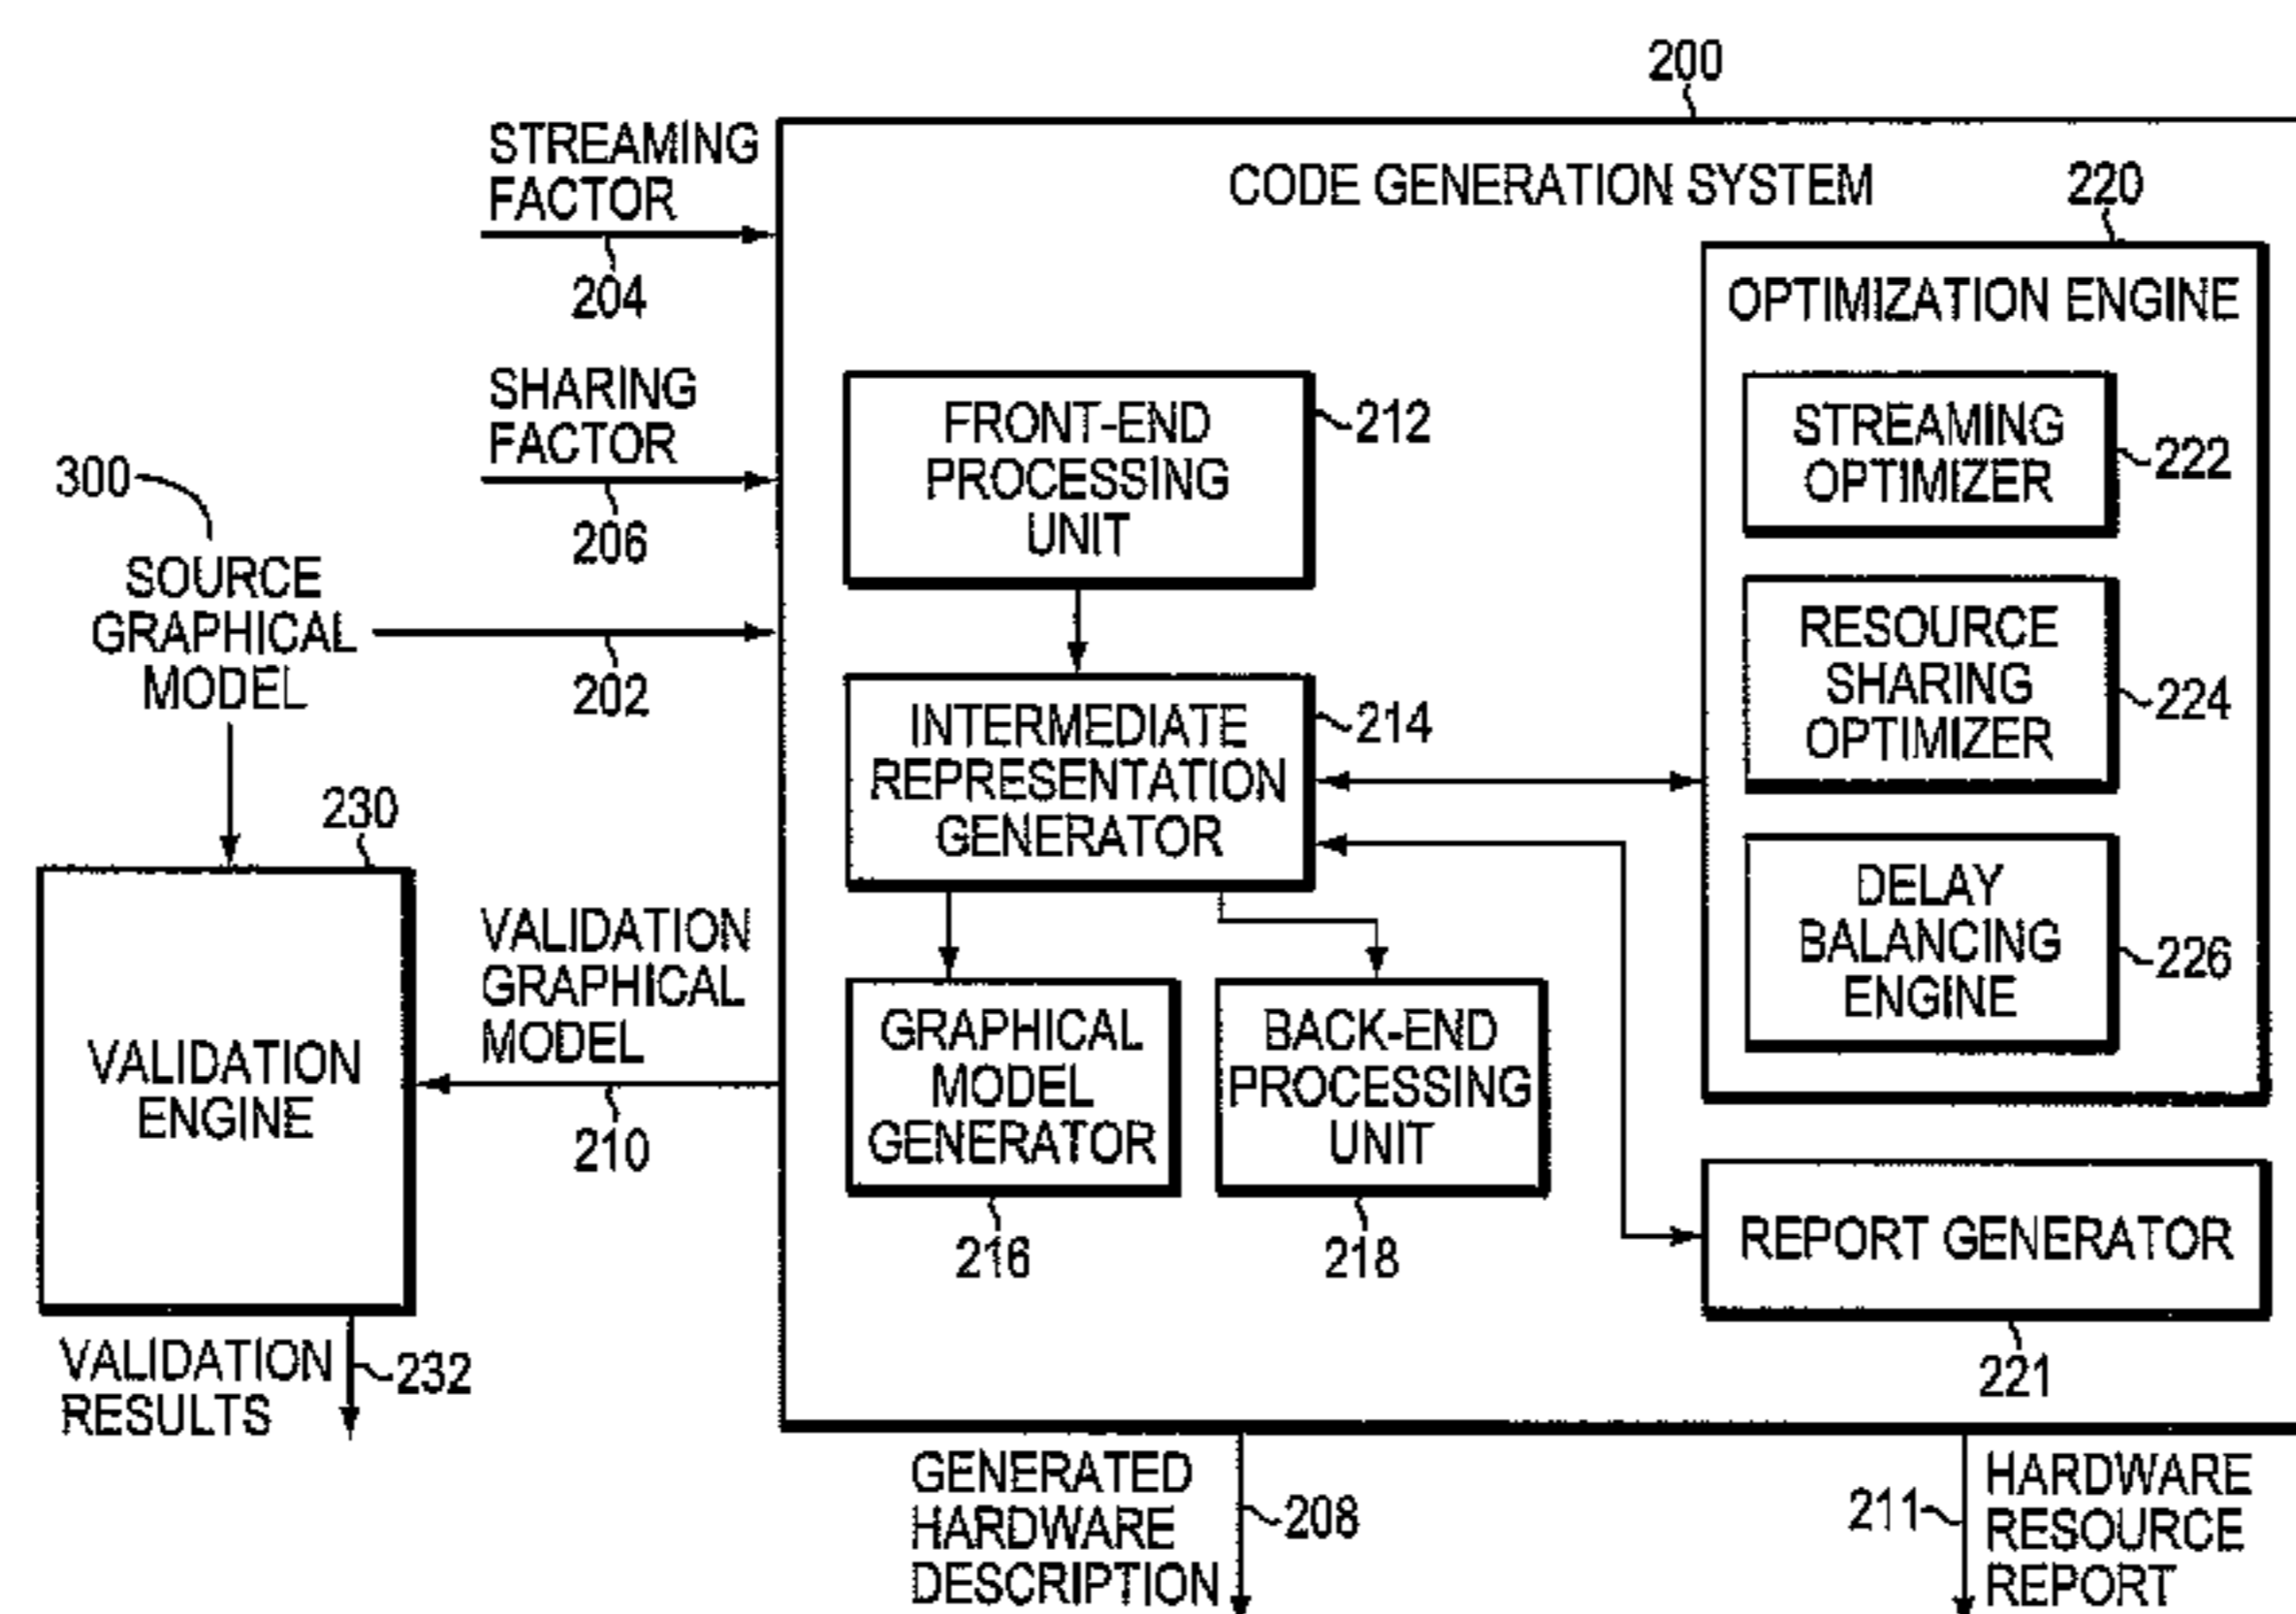 200
STREAMING
FACTOR
204
CODE GENERATION SYSTEM
220
OPTIMIZATION ENGINE
SHARING
FACTOR
206
300
SOURCE
GRAPHICAL
MODEL
202
FRONT-END
PROCESSING
UNIT
212
STREAMING
OPTIMIZER
222
RESOURCE
SHARING
OPTIMIZER
224
INTERMEDIATE
REPRESENTATION
GENERATOR
214
DELAY
BALANCING
ENGINE
226
230
VALIDATION
ENGINE
VALIDATION
GRAPHICAL
MODEL
210
GRAPHICAL
MODEL
GENERATOR
216
BACK-END
PROCESSING
UNIT
218
REPORT GENERATOR
221
VALIDATION
RESULTS
232
GENERATED
HARDWARE
DESCRIPTION
208
211
HARDWARE
RESOURCE
REPORT